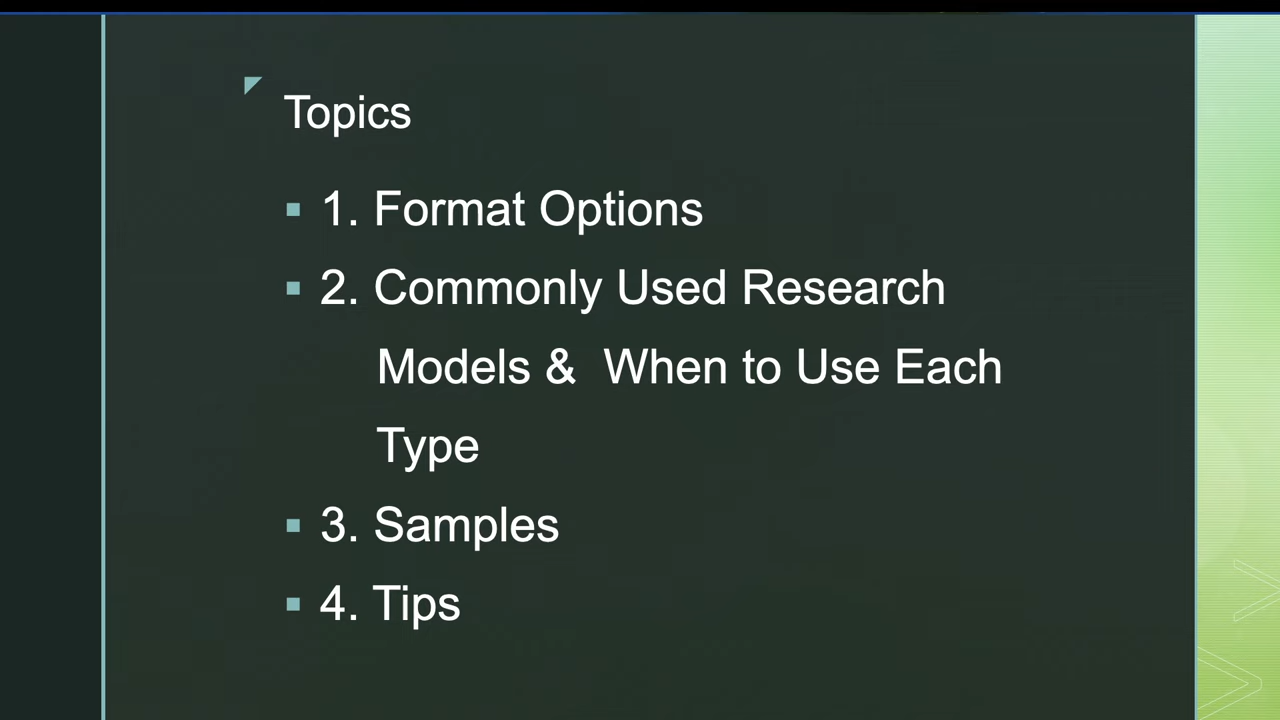 Topics
1. Format Options
2. Commonly Used Research
Models &  When to Use Each
Type
3. Samples
4. Tips